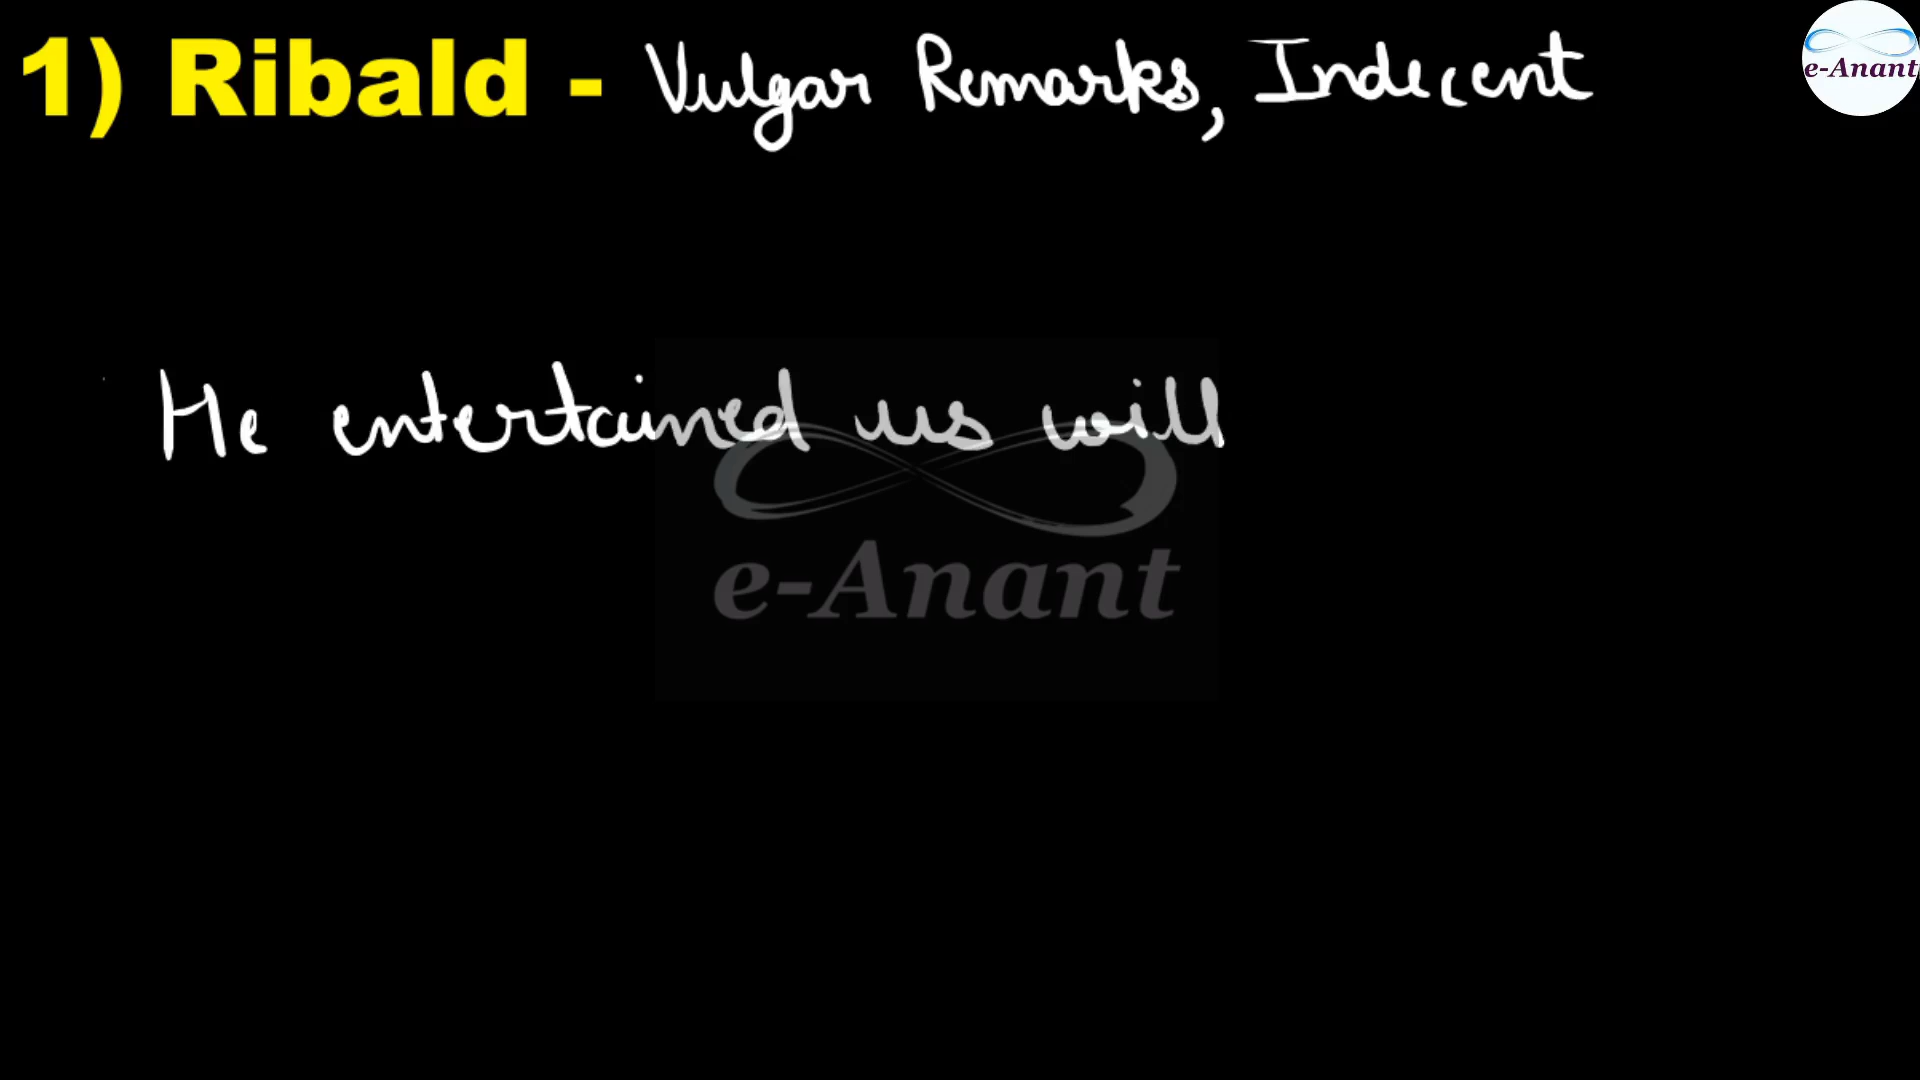 1) Ribald - Vulgar Remarks, Indecent
e-Anant
He entertained us will
e-Anant